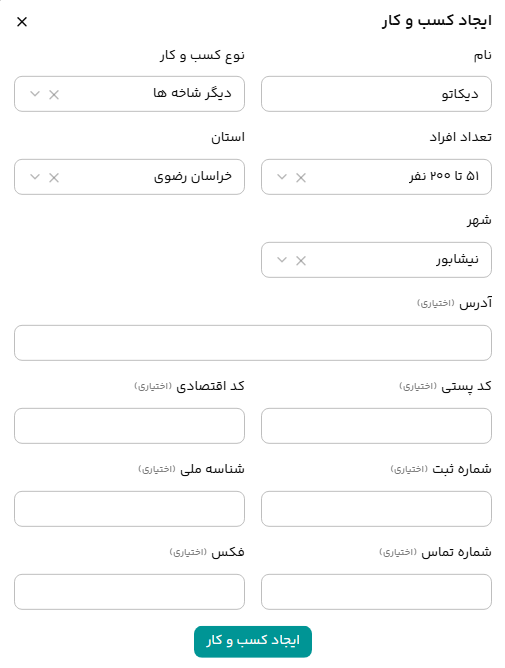 ایجاد کسب و کار
نام
نوع کسب و کار
دیکاتو
دیگر شاخه ها
تعداد افراد
استان
۵۱ تا ۲۰۰ نفر
خراسان رضوی
شهر
نیشابور
آدرس (اختیاری)
کد پستی (اختیاری)
کد اقتصادی (اختیاری)
شماره ثبت (اختیاری)
شناسه ملی (اختیاری)
شماره تماس (اختیاری)
فکس (اختیاری)
ایجاد کسب و کار